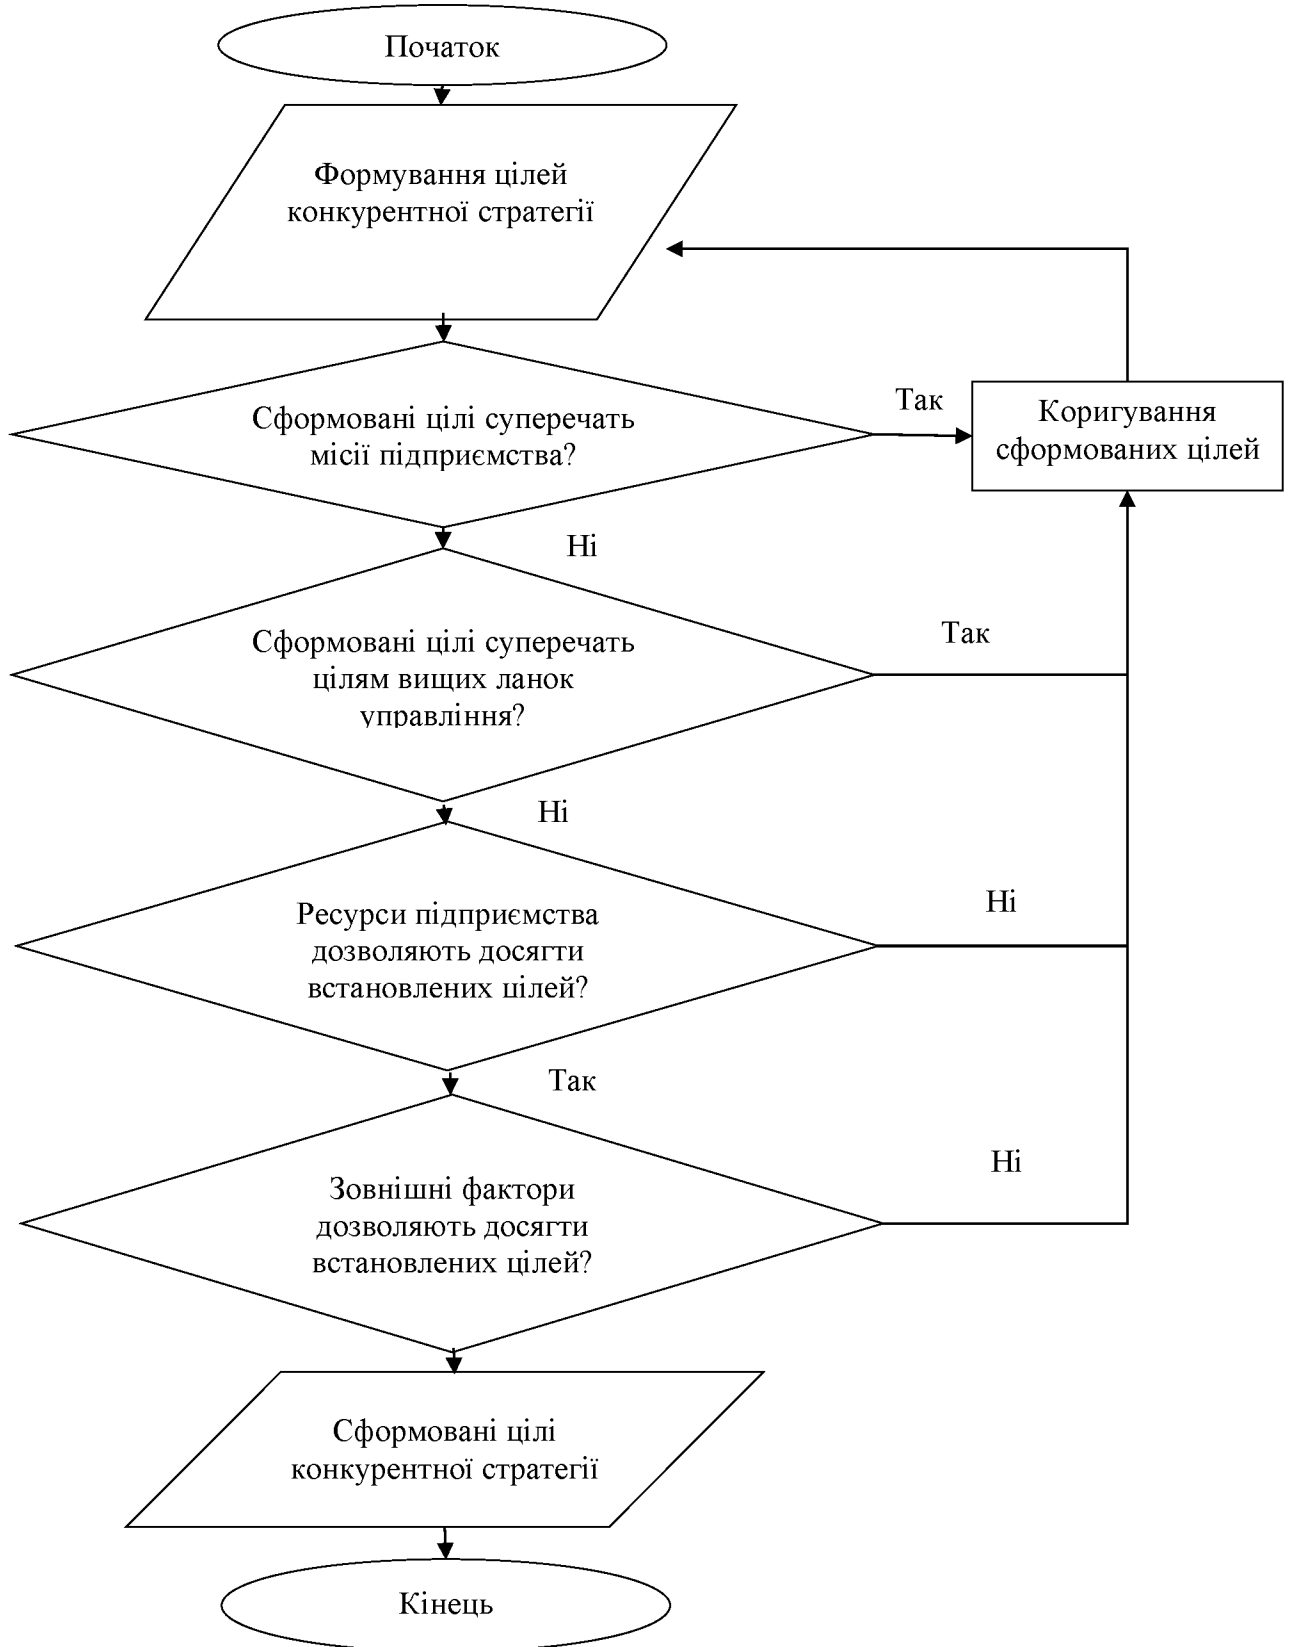 Початок
Формування цілей
конкурентної стратегії
Сформовані цілі суперечать
місії підприємства?
Так
Коригування
сформованих цілей
Ні
Сформовані цілі суперечать
цілям вищих ланок
управління?
Так
Ні
Ресурси підприємства
дозволяють досягти
встановлених цілей?
Ні
Так
Зовнішні фактори
дозволяють досягти
встановлених цілей?
Ні
Сформовані цілі
конкурентної стратегії
Кінець